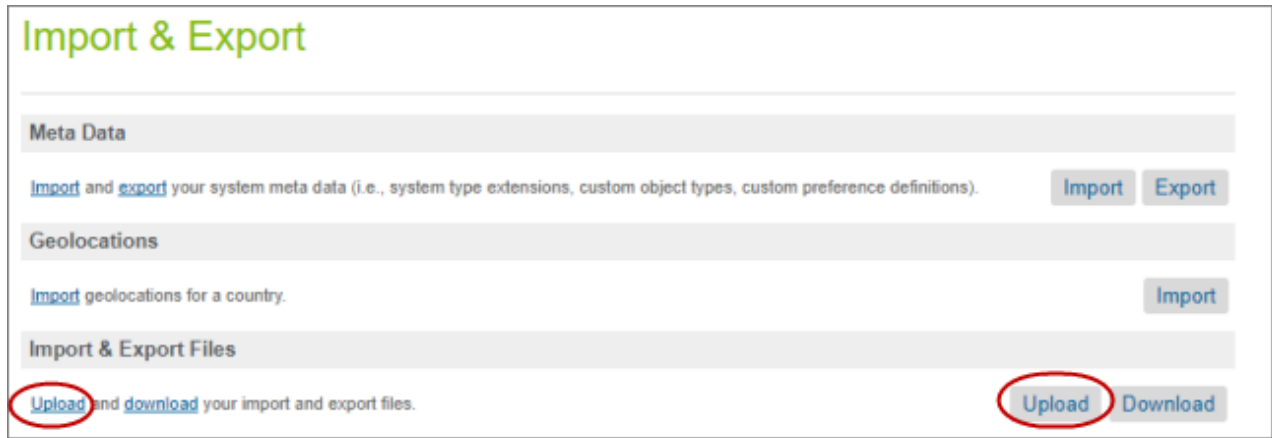 Import & Export
Meta Data
Import and export your system meta data (i.e., system type extensions, custom object types, custom preference definitions). Import Export
Geolocations
Import geolocations for a country. Import
Import & Export Files
Upload and download your import and export files. Upload Download